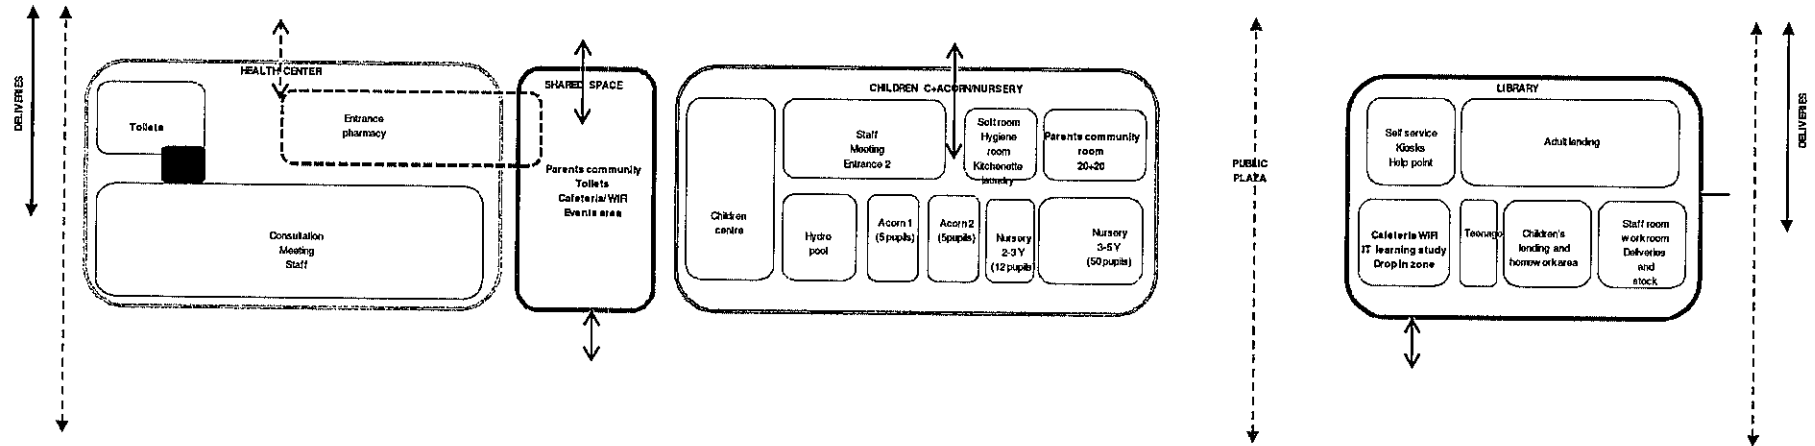 DELIVERIES
HEALTH CENTER
Toilets
Entrance
pharmacy
Consultation
Meeting
Staff
SHARED SPACE
Parents community
Toilets
Cafeteria/WIFI
Events area
CHILDREN C+ACORN/NURSERY
Children
centre
Staff
Meeting
Entrance 2
Soft room
Hygiene
room
Kitchenette
laundry
Parents community
room
20+20
Hydro
pool
Acorn 1
(5 pupils)
Acorn 2
(5 pupils)
Nursery
2-3 Y
(12 pupils)
Nursery
3-5 Y
(50 pupils)
PUBLIC
PLAZA
LIBRARY
Self service
Kiosks
Help point
Adult lending
Cafeteria WIFI
IT learning study
Drop in zone
Teenage
Children's
lending and
homework area
Staff room
workroom
Deliveries
and
stock
DELIVERIES